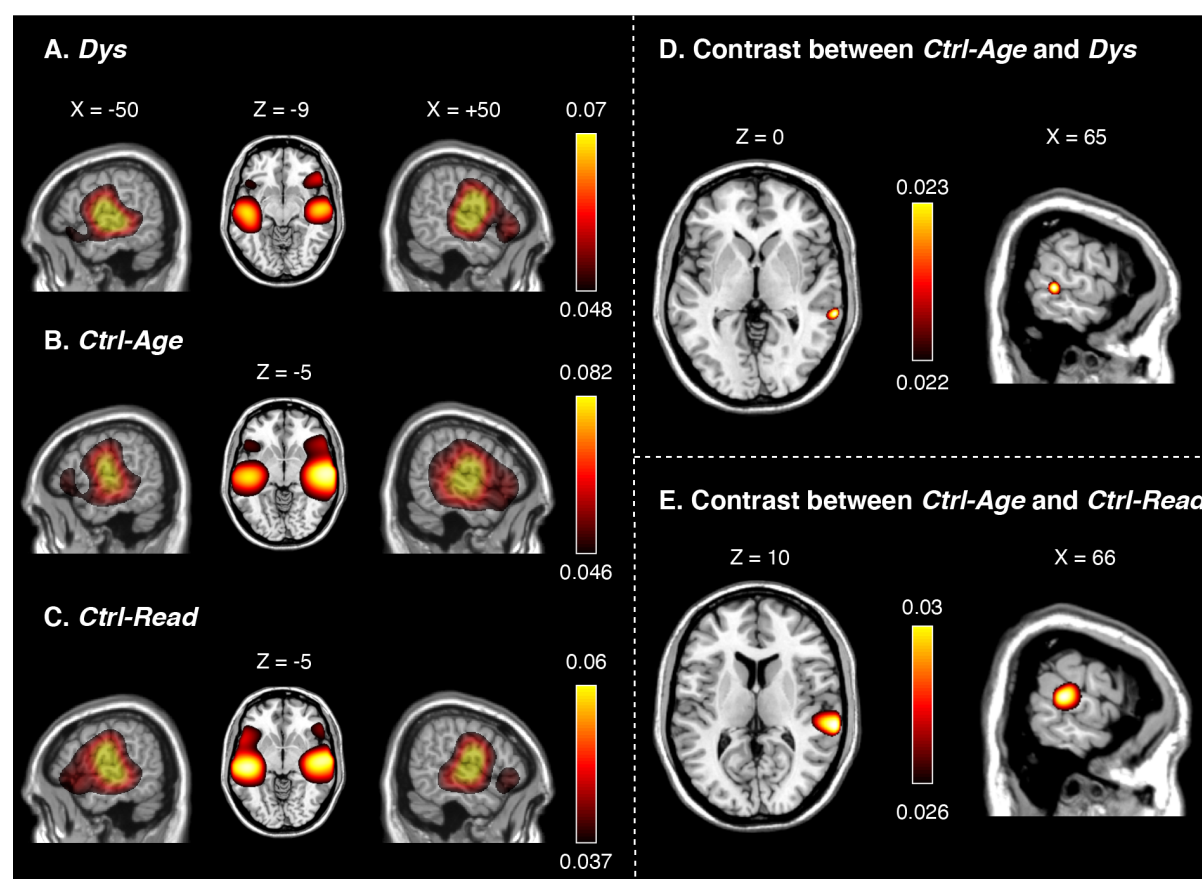 A. Dys
X = -50
Z = -9
X = +50
0.07
0.048
B. Ctrl-Age
Z = -5
0.082
0.046
C. Ctrl-Read
Z = -5
0.06
0.037
D. Contrast between Ctrl-Age and Dys
Z = 0
X = 65
0.023
0.022
E. Contrast between Ctrl-Age and Ctrl-Read
Z = 10
X = 66
0.03
0.026